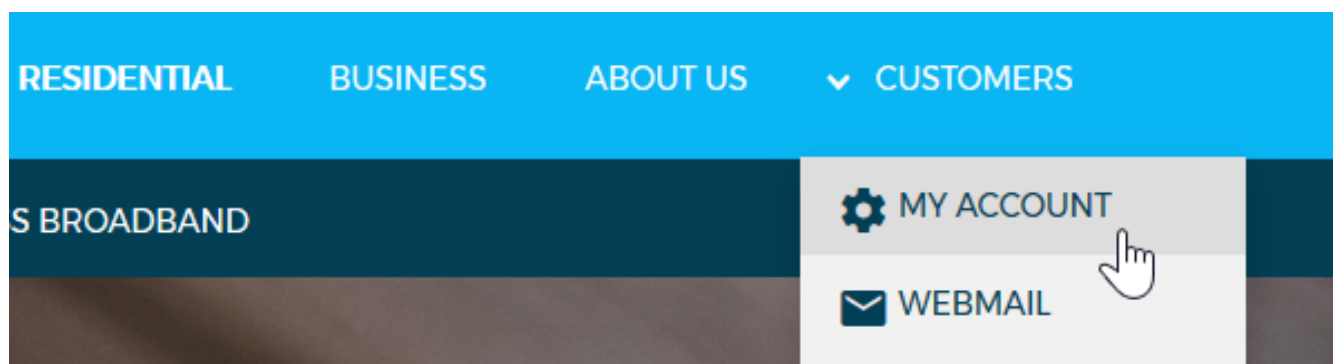 RESIDENTIAL BUSINESS ABOUT US CUSTOMERS
S BROADBAND
MY ACCOUNT
WEBMAIL